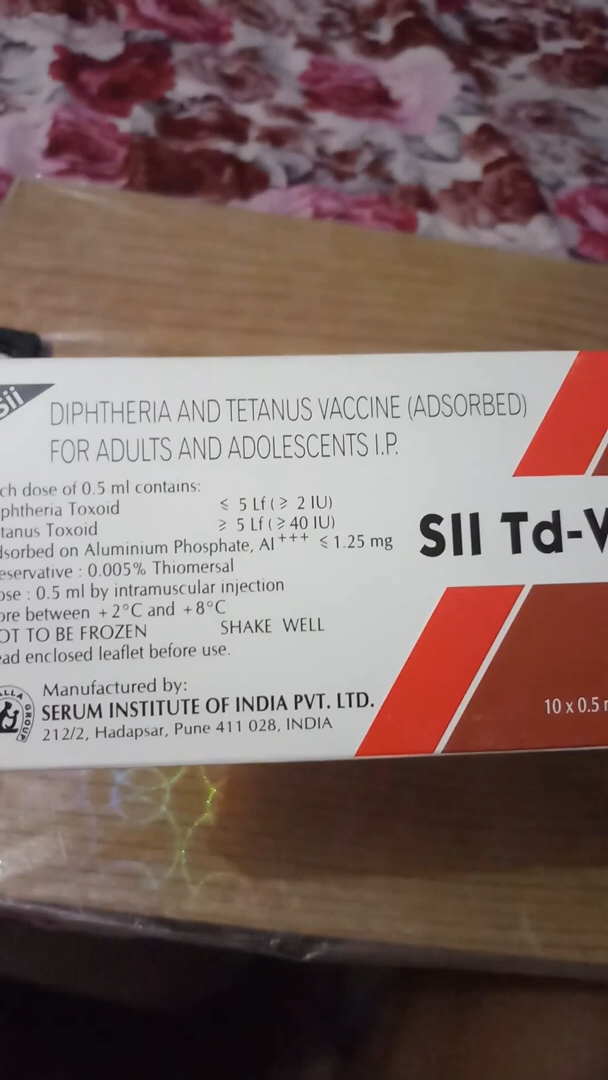 Sii
DIPHTHERIA AND TETANUS VACCINE (ADSORBED)
FOR ADULTS AND ADOLESCENTS I.P.
ch dose of 0.5 ml contains:
phtheria Toxoid ≤ 5 Lf (≥ 2 IU)
tanus Toxoid ≥ 5 Lf (≥ 40 IU)
dsorbed on Aluminium Phosphate, Al+++ ≤ 1.25 mg
eservative : 0.005% Thiomersal
ose : 0.5 ml by intramuscular injection
ore between +2°C and +8°C
OT TO BE FROZEN SHAKE WELL
ad enclosed leaflet before use.
SII Td-V
Manufactured by:
SERUM INSTITUTE OF INDIA PVT. LTD.
212/2, Hadapsar, Pune 411 028, INDIA
ALLA GROUP
10 x 0.5 m